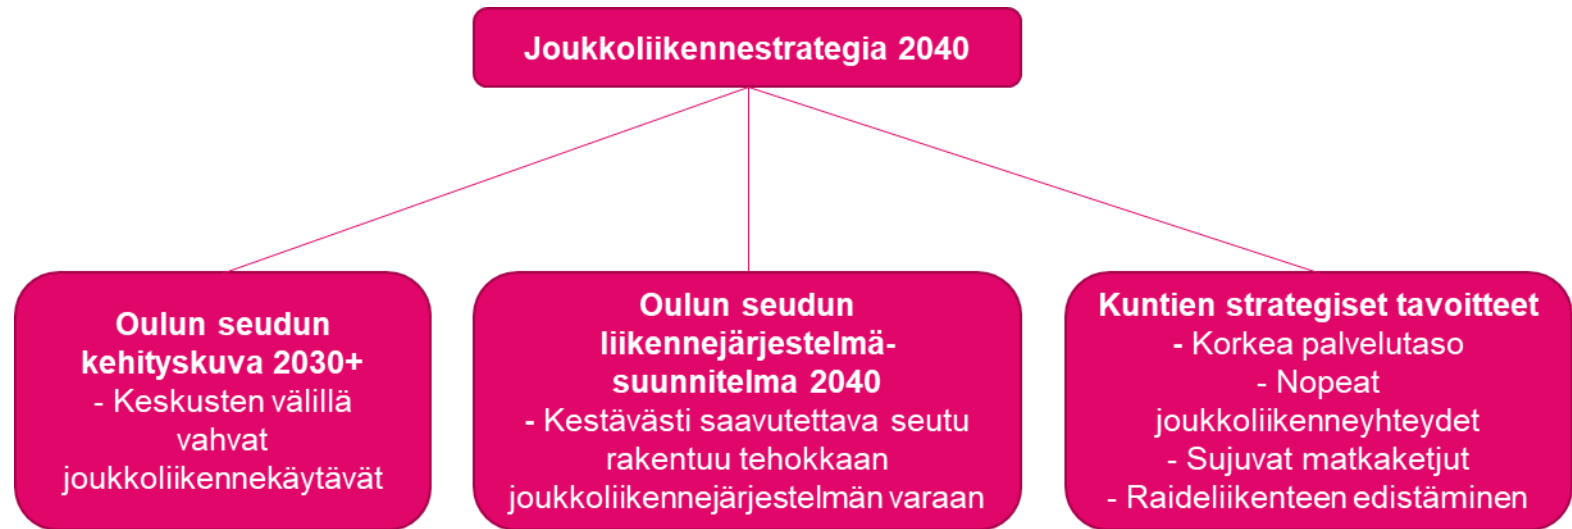 Joukkoliikennestrategia 2040
Oulun seudun
kehityskuva 2030+
- Keskusten välillä
vahvat
joukkoliikennekäytävät
Oulun seudun
liikennejärjestelmä-
suunnitelma 2040
- Kestävästi saavutettava seutu
rakentuu tehokkaan
joukkoliikennejärjestelmän varaan
Kuntien strategiset tavoitteet
- Korkea palvelutaso
- Nopeat
joukkoliikenneyhteydet
- Sujuvat matkaketjut
- Raideliikenteen edistäminen